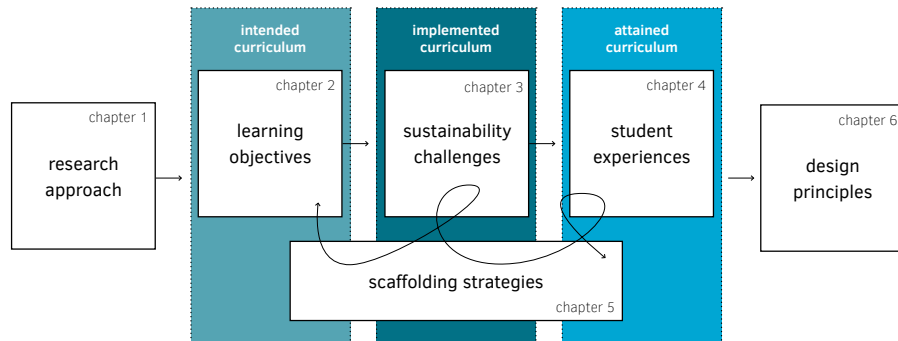 intended
curriculum
implemented
curriculum
attained
curriculum
chapter 1
research
approach
chapter 2
learning
objectives
chapter 3
sustainability
challenges
chapter 4
student
experiences
chapter 6
design
principles
scaffolding strategies
chapter 5